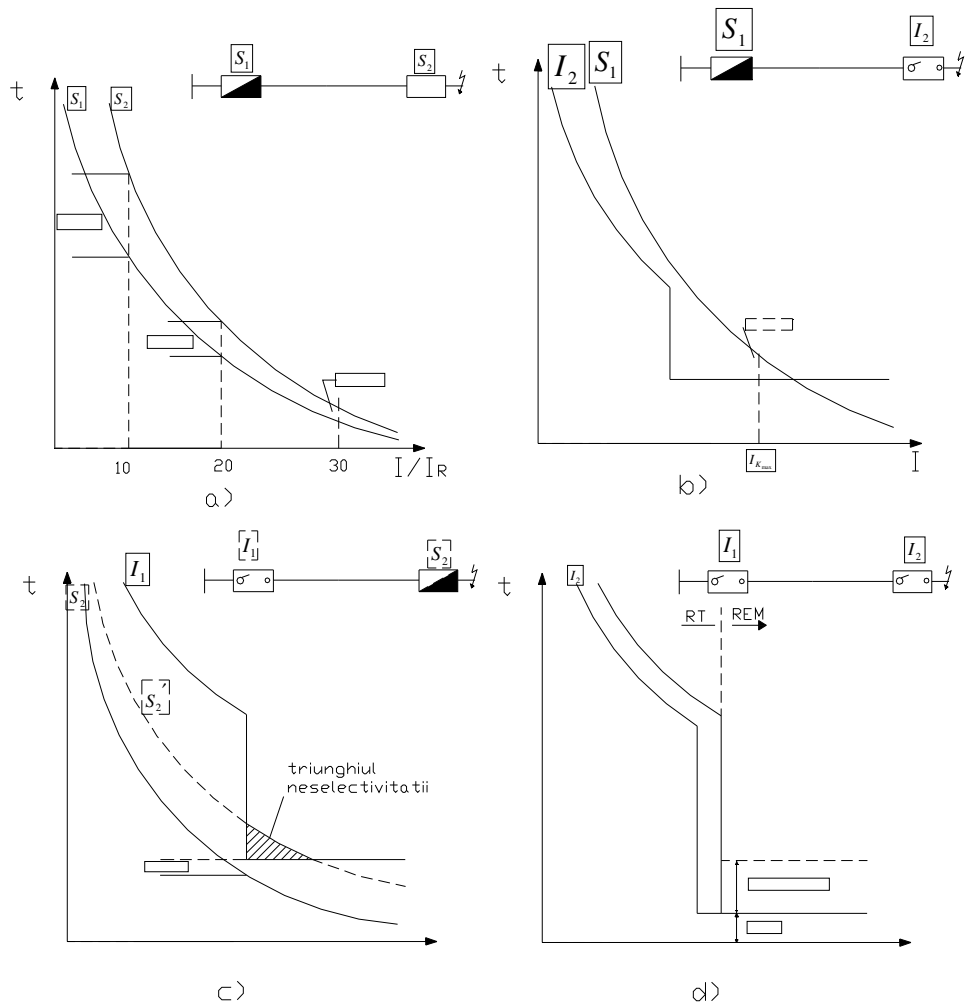 S₁
S₂
t
S₁
S₂
10
20
30
I/IR
a)
S₁
I₂
t
I₂
S₁
I_Kmax
I
b)
I₁
S₂
t
S₂
I₁
S₂′
triunghiul
neselectivitatii
c)
I₁
I₂
t
I₂
RT
REM
d)